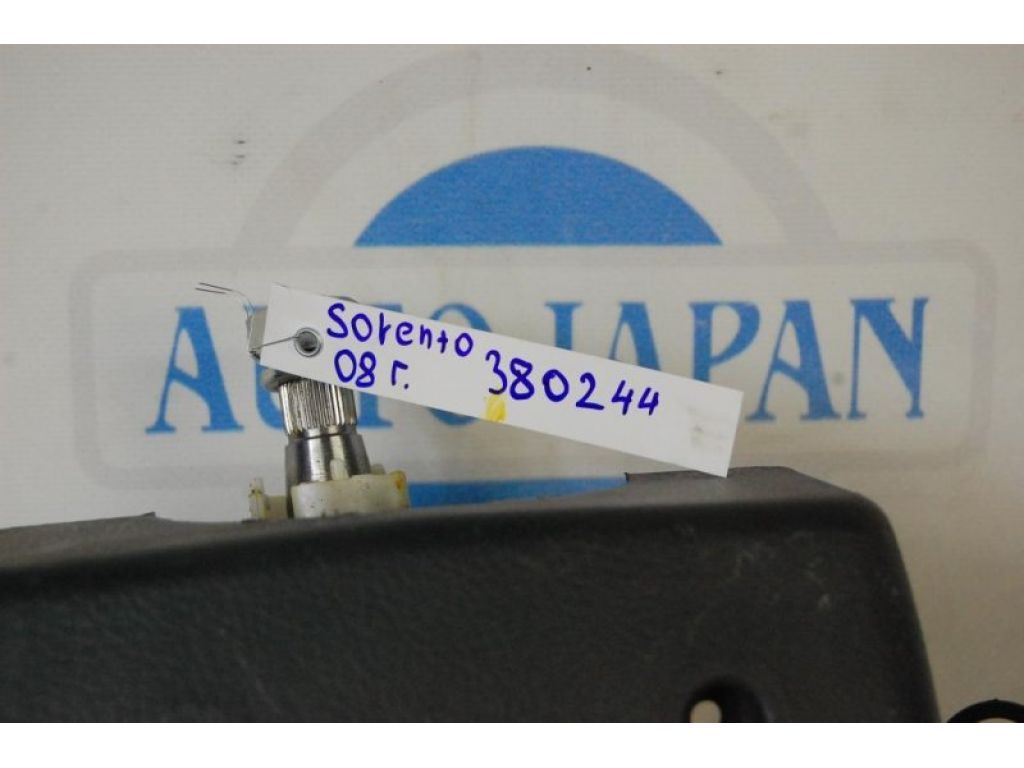 AUTO JAPAN
Sorento
08 г.
380244